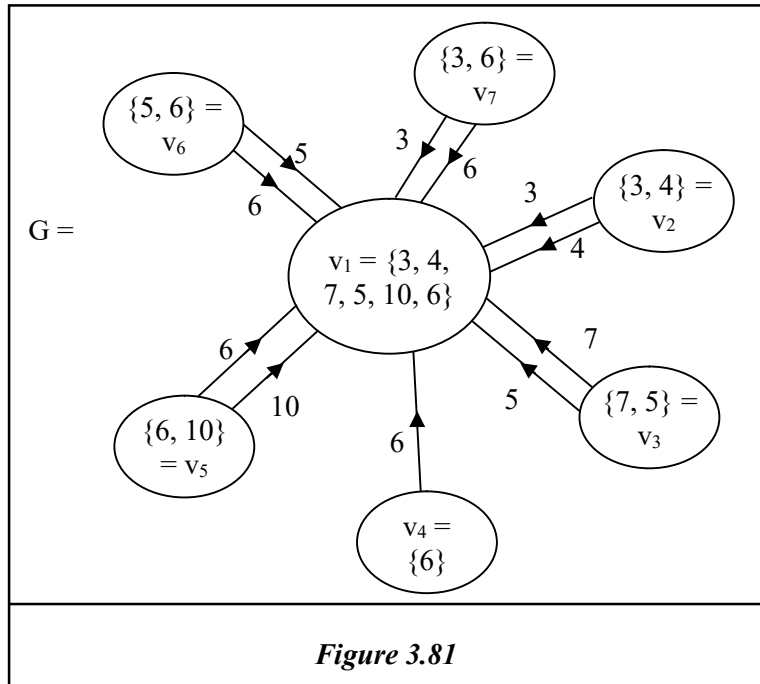 {3, 6} =
v₇
{5, 6} =
v₆
3
6
5
6
{3, 4} =
v₂
3
4
G =
v₁ = {3, 4,
7, 5, 10, 6}
6
10
{6, 10}
= v₅
6
v₄ =
{6}
7
5
{7, 5} =
v₃
Figure 3.81